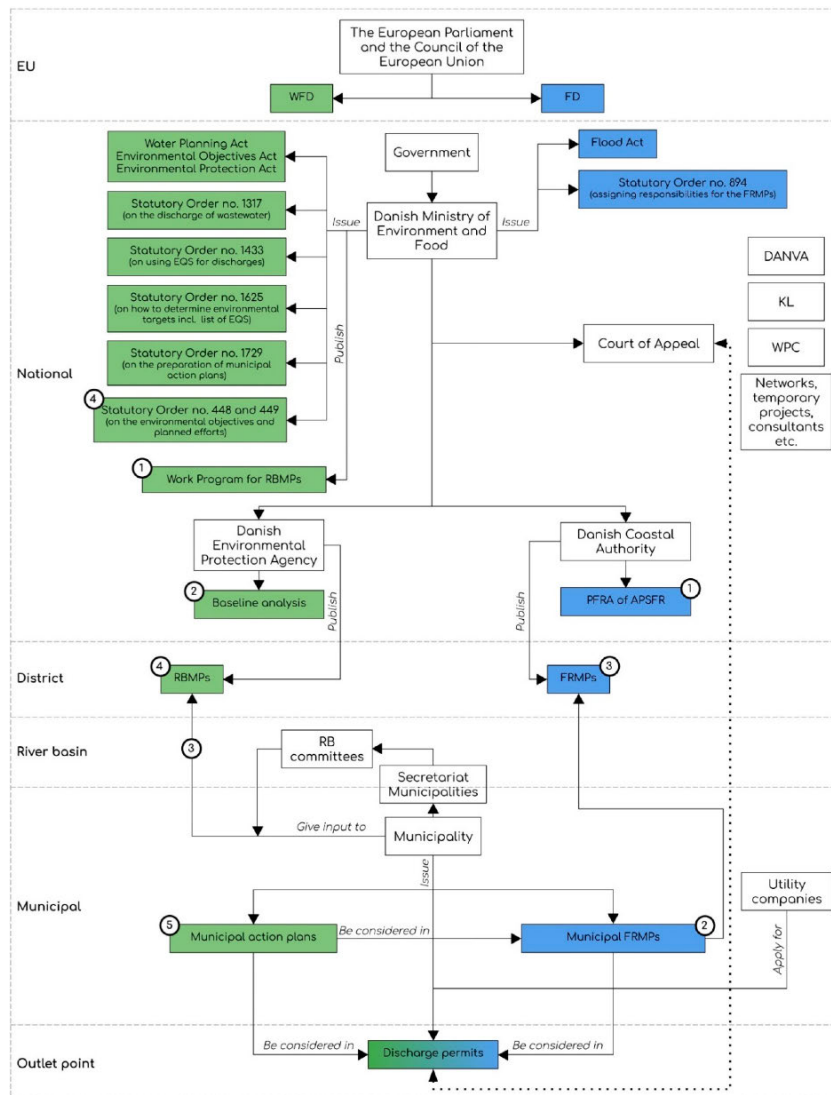 EU
The European Parliament
and the Council of the
European Union
WFD
FD
National
Water Planning Act
Environmental Objectives Act
Environmental Protection Act
Statutory Order no. 1317
(on the discharge of wastewater)
Statutory Order no. 1433
(on using EQS for discharges)
Statutory Order no. 1625
(on how to determine environmental
targets incl. list of EQS)
Statutory Order no. 1729
(on the preparation of municipal
action plans)
4
Statutory Order no. 448 and 449
(on the environmental objectives and
planned efforts)
1
Work Program for RBMPs
Issue
Publish
Government
Danish Ministry of
Environment and
Food
Issue
Flood Act
Statutory Order no. 894
(assigning responsibilities for the FRMPs)
DANVA
KL
WPC
Networks,
temporary
projects,
consultants
etc.
Court of Appeal
Danish
Environmental
Protection Agency
2
Baseline analysis
Publish
Danish Coastal
Authority
1
PFRA of APSFR
Publish
District
4
RBMPs
3
FRMPs
River basin
3
RB
committees
Secretariat
Municipalities
Municipal
Give input to
Municipality
Issue
5
Municipal action plans
Be considered in
2
Municipal FRMPs
Utility
companies
Apply for
Outlet point
Be considered in
Discharge permits
Be considered in